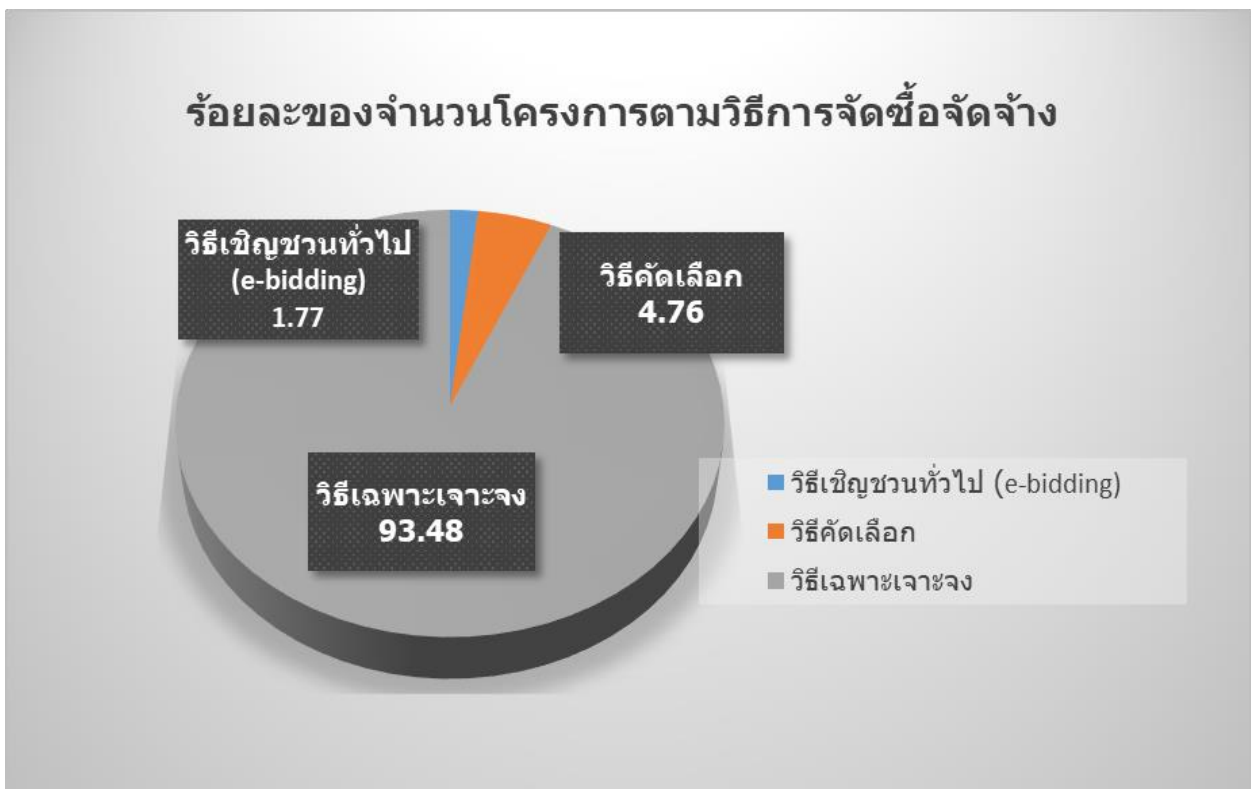 ร้อยละของจำนวนโครงการตามวิธีการจัดซื้อจัดจ้าง
วิธีเชิญชวนทั่วไป
(e-bidding)
1.77
วิธีคัดเลือก
4.76
วิธีเฉพาะเจาะจง
93.48
วิธีเชิญชวนทั่วไป (e-bidding)
วิธีคัดเลือก
วิธีเฉพาะเจาะจง